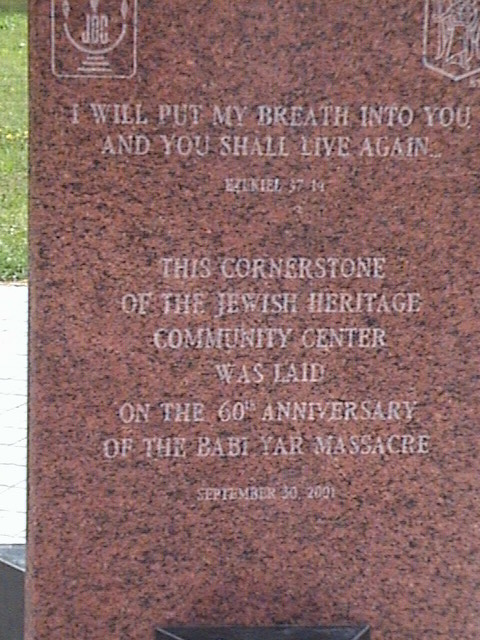 JDC
I WILL PUT MY BREATH INTO YOU
AND YOU SHALL LIVE AGAIN...
EZEKIEL 37-14
THIS CORNERSTONE
OF THE JEWISH HERITAGE
COMMUNITY CENTER
WAS LAID
ON THE 60th ANNIVERSARY
OF THE BABI YAR MASSACRE
SEPTEMBER 30, 2001